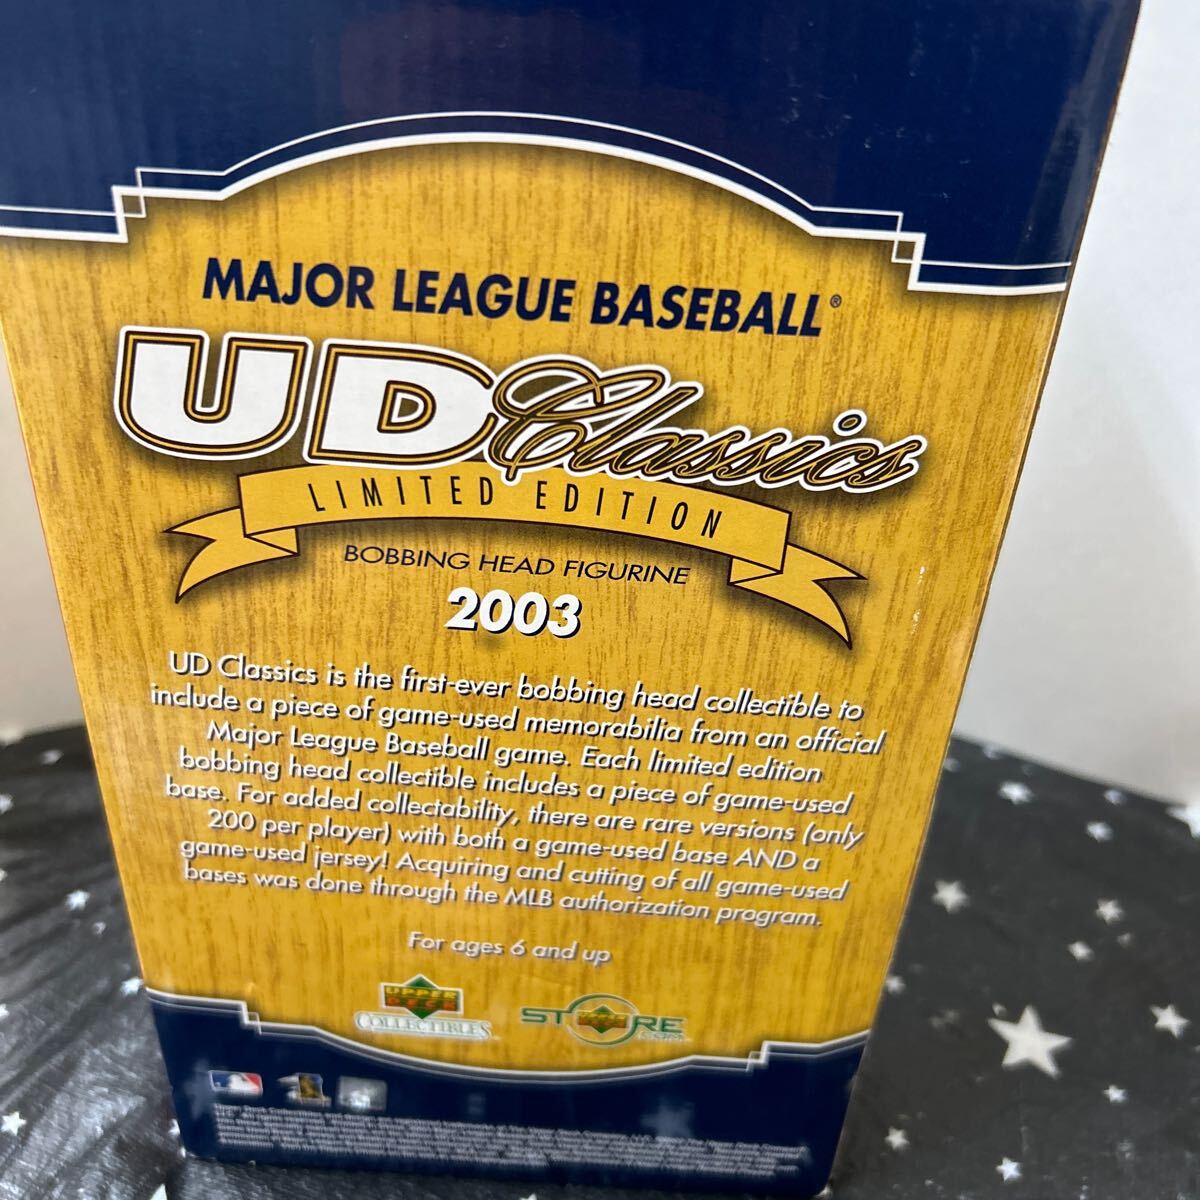 MAJOR LEAGUE BASEBALL®
UD Classics
LIMITED EDITION
BOBBING HEAD FIGURINE
2003
UD Classics is the first-ever bobbing head collectible to
include a piece of game-used memorabilia from an official
Major League Baseball game. Each limited edition
bobbing head collectible includes a piece of game-used
base. For added collectability, there are rare versions (only
200 per player) with both a game-used base AND a
game-used jersey! Acquiring and cutting of all game-used
bases was done through the MLB authorization program.
For ages 6 and up
UPPER DECK
COLLECTIBLES
STORE
.COM